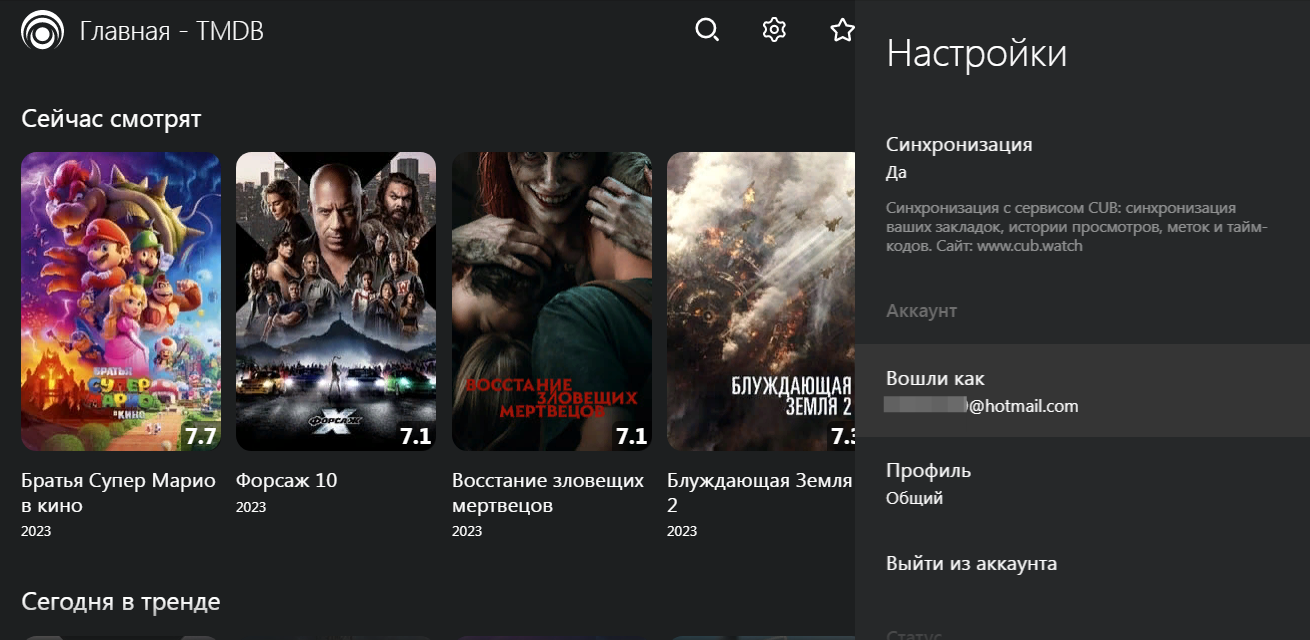 Главная - TMDB
Сейчас смотрят
БРАТЬЯ
СУПЕР
МАРИО
В КИНО
7.7
Братья Супер Марио
в кино
2023
ФОРСАЖ
X
7.1
Форсаж 10
2023
ВОССТАНИЕ
ЗЛОВЕЩИХ
МЕРТВЕЦОВ
7.1
Восстание зловещих
мертвецов
2023
БЛУЖДАЮЩАЯ
ЗЕМЛЯ 2
7.3
Блуждающая Земля
2
2023
Сегодня в тренде
Настройки
Синхронизация
Да
Синхронизация с сервисом CUB: синхронизация
ваших закладок, истории просмотров, меток и тайм-
кодов. Сайт: www.cub.watch
Аккаунт
Вошли как
@hotmail.com
Профиль
Общий
Выйти из аккаунта
Статус